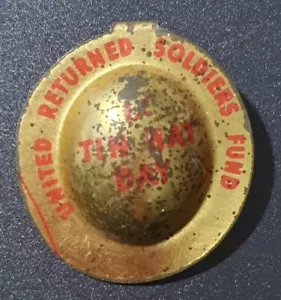 UNITED RETURNED SOLDIERS FUND
TIN HAT
DAY